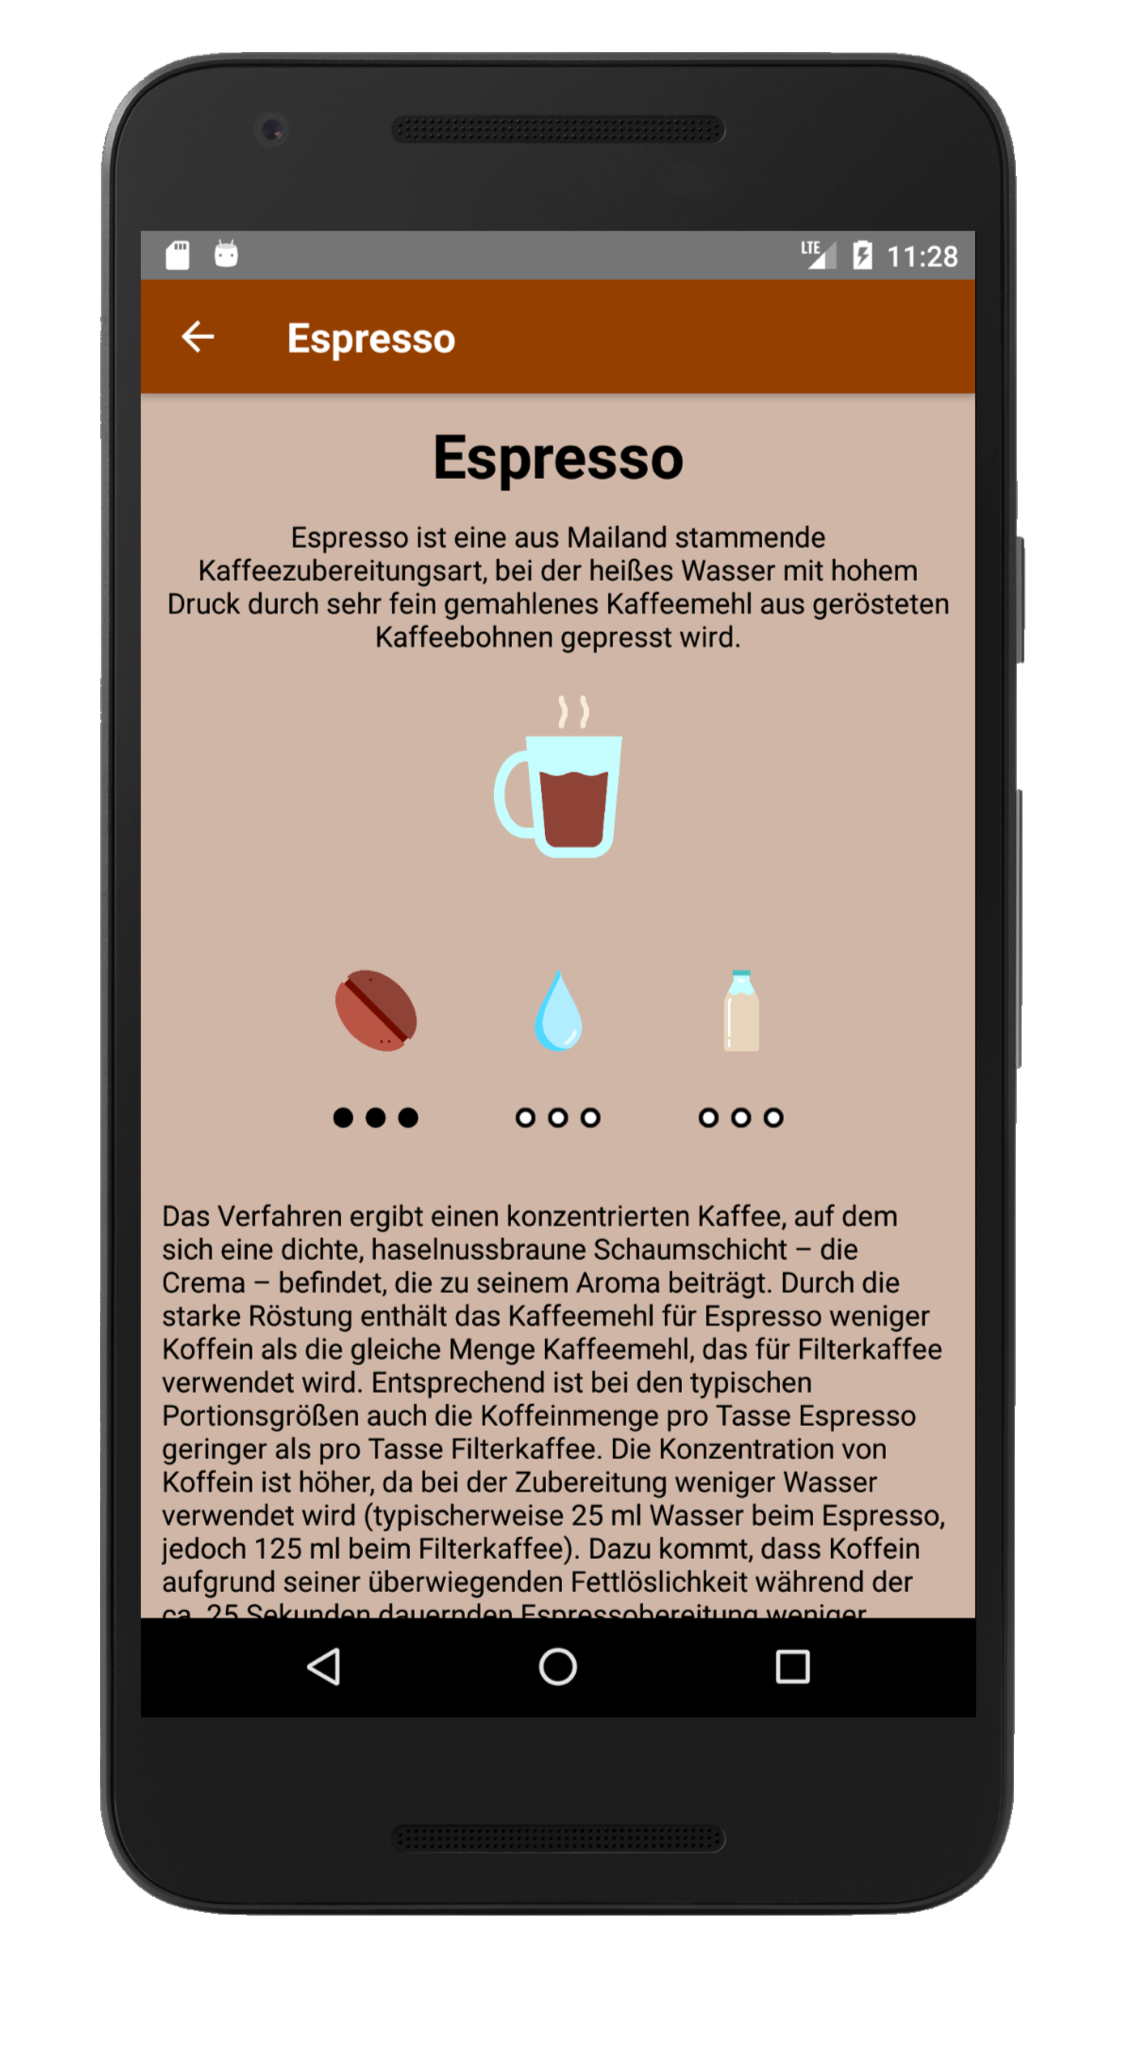 LTE 11:28
Espresso
Espresso
Espresso ist eine aus Mailand stammende
Kaffeezubereitungsart, bei der heißes Wasser mit hohem
Druck durch sehr fein gemahlenes Kaffeemehl aus gerösteten
Kaffeebohnen gepresst wird.
Das Verfahren ergibt einen konzentrierten Kaffee, auf dem
sich eine dichte, haselnussbraune Schaumschicht – die
Crema – befindet, die zu seinem Aroma beiträgt. Durch die
starke Röstung enthält das Kaffeemehl für Espresso weniger
Koffein als die gleiche Menge Kaffeemehl, das für Filterkaffee
verwendet wird. Entsprechend ist bei den typischen
Portionsgrößen auch die Koffeinmenge pro Tasse Espresso
geringer als pro Tasse Filterkaffee. Die Konzentration von
Koffein ist höher, da bei der Zubereitung weniger Wasser
verwendet wird (typischerweise 25 ml Wasser beim Espresso,
jedoch 125 ml beim Filterkaffee). Dazu kommt, dass Koffein
aufgrund seiner überwiegenden Fettlöslichkeit während der
ca. 25 Sekunden dauernden Espressobereitung weniger